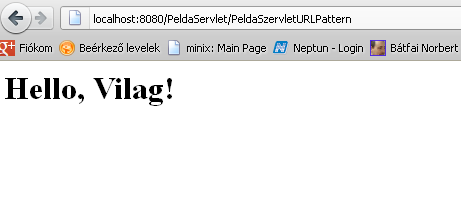 localhost:8080/PeldaServlet/PeldaSzervletURLPattern
g+ Fiókom Beérkező levelek minix: Main Page N Neptun - Login Bátfai Norbert
Hello, Vilag!